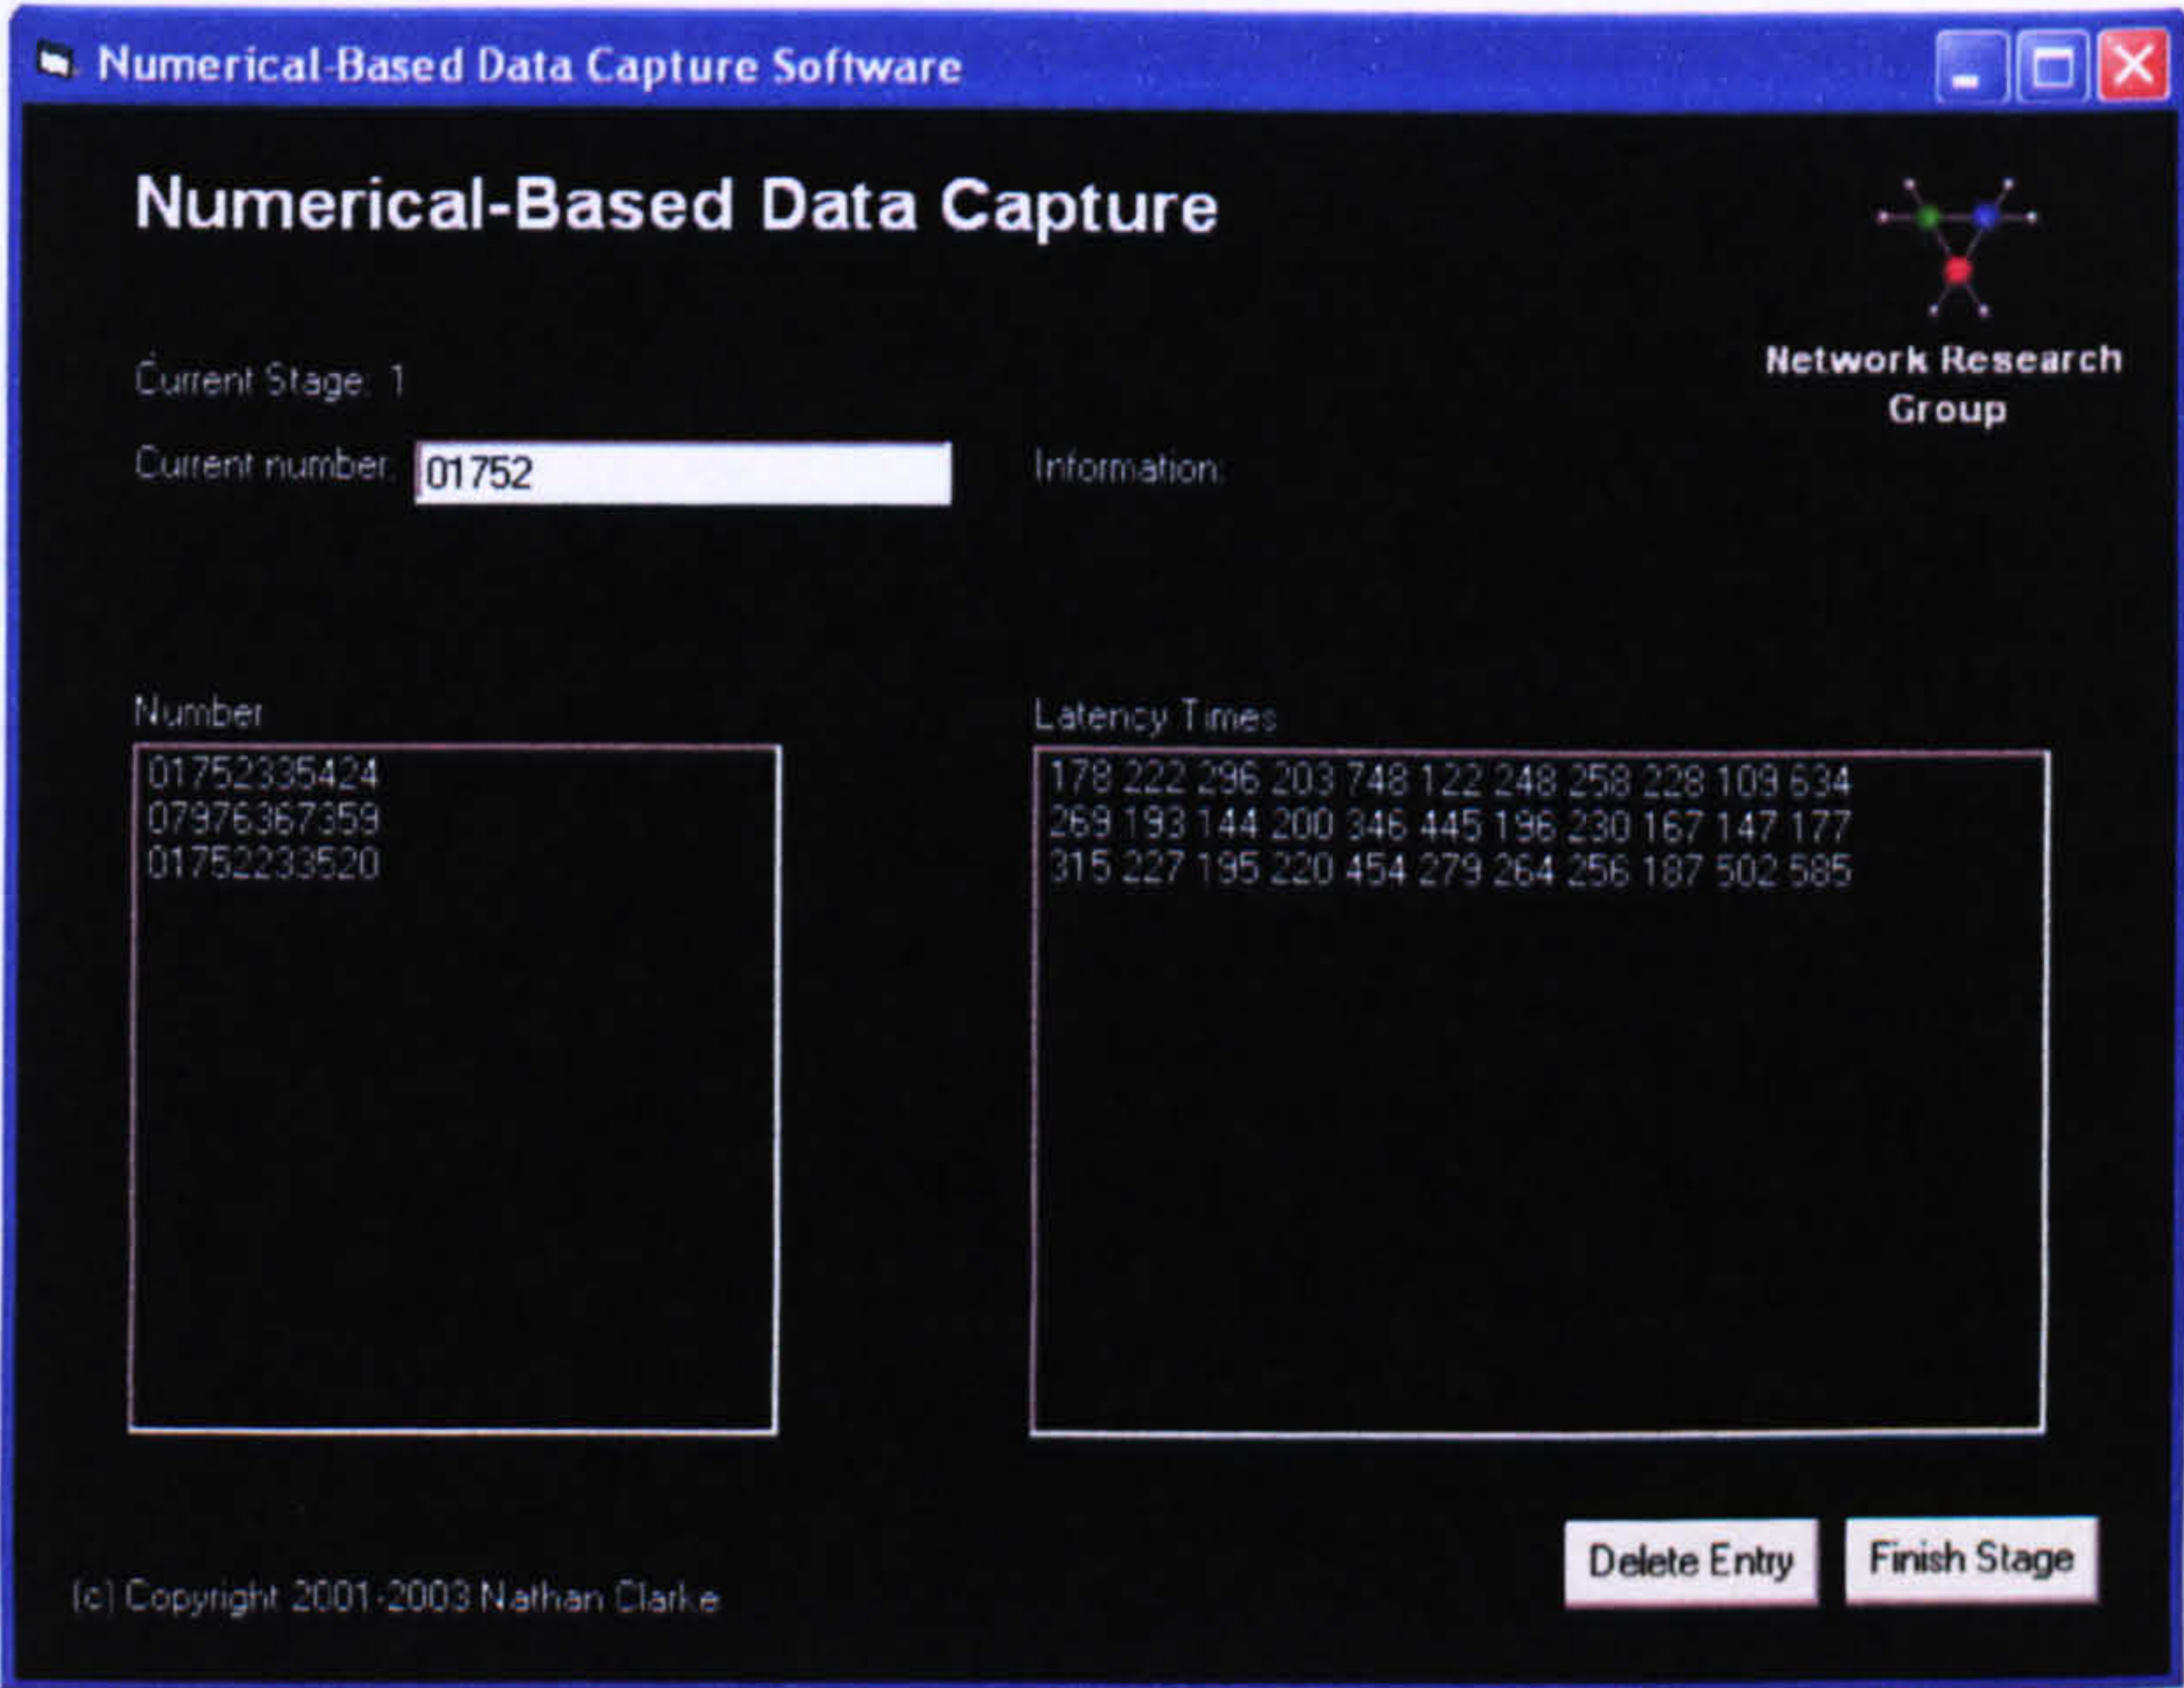 Numerical-Based Data Capture Software
Numerical-Based Data Capture
Network Research
Group
Current Stage: 1
Current number: 01752
Information:
Number
01752335424
07976367359
01752233520
Latency Times
178 222 296 203 748 122 248 258 228 109 634
269 193 144 200 346 445 196 230 167 147 177
315 227 195 220 454 279 264 256 187 502 585
Delete Entry
Finish Stage
(c) Copyright 2001-2003 Nathan Clarke